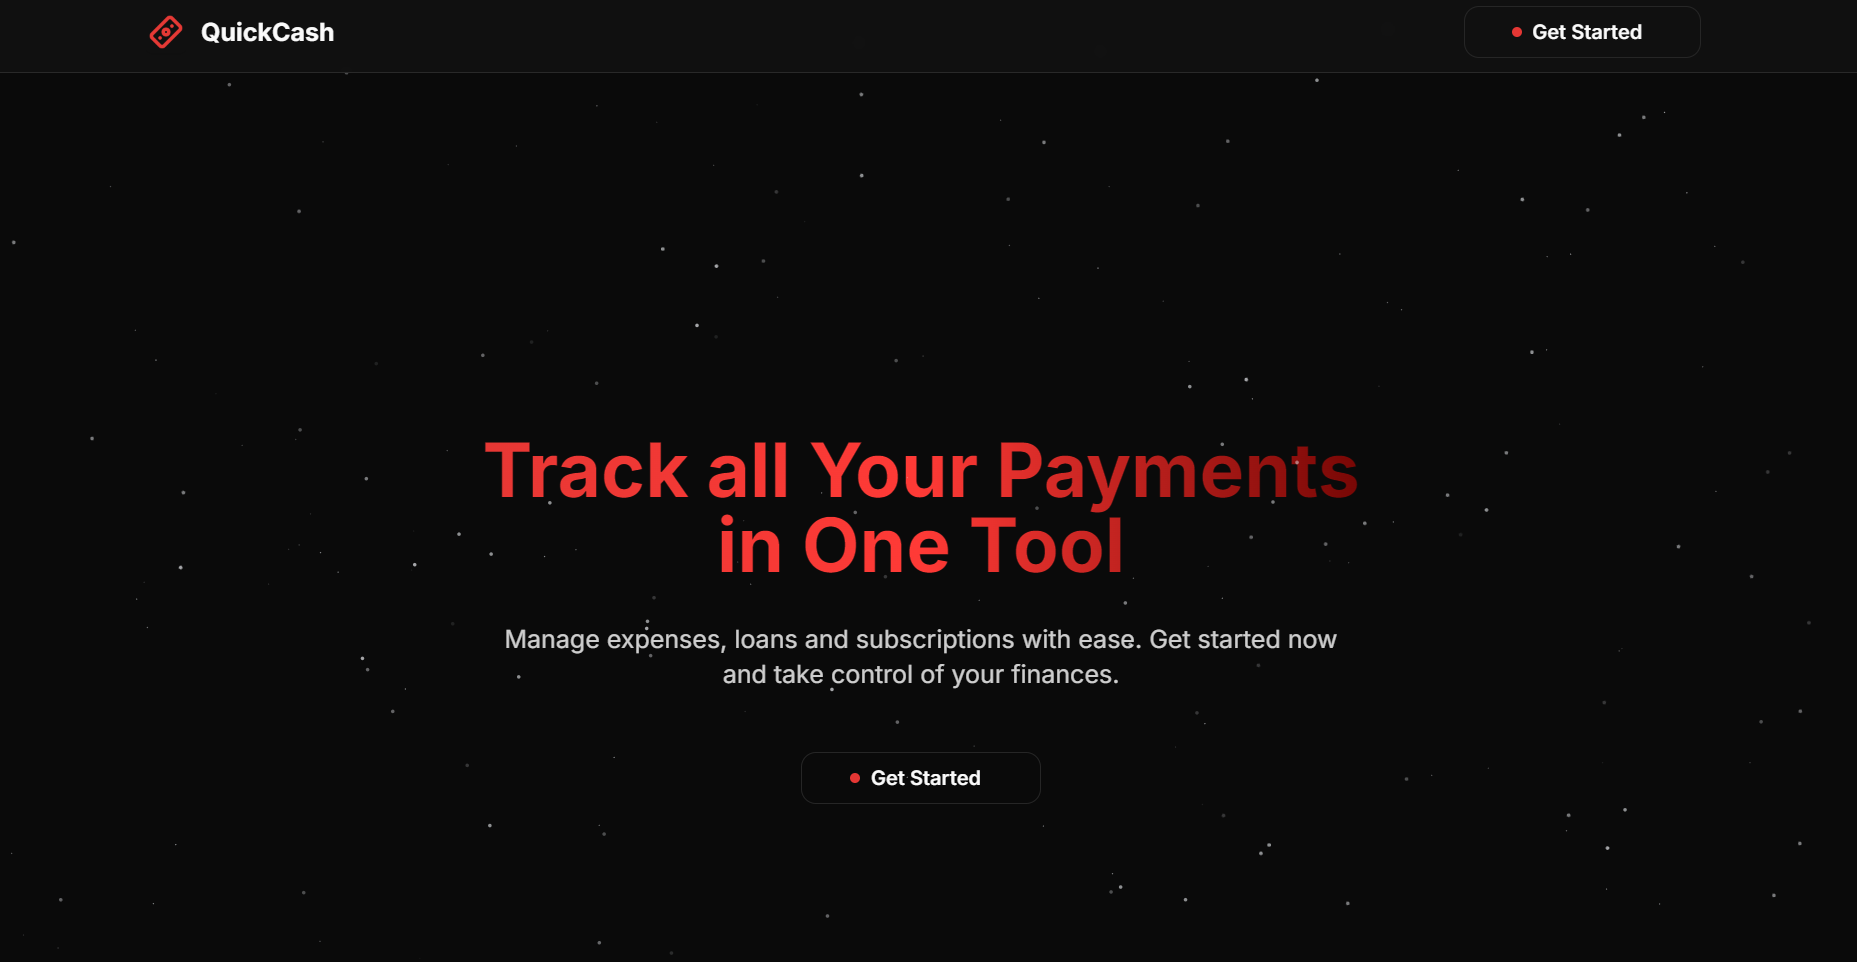 QuickCash
Get Started
Track all Your Payments
in One Tool
Manage expenses, loans and subscriptions with ease. Get started now
and take control of your finances.
Get Started